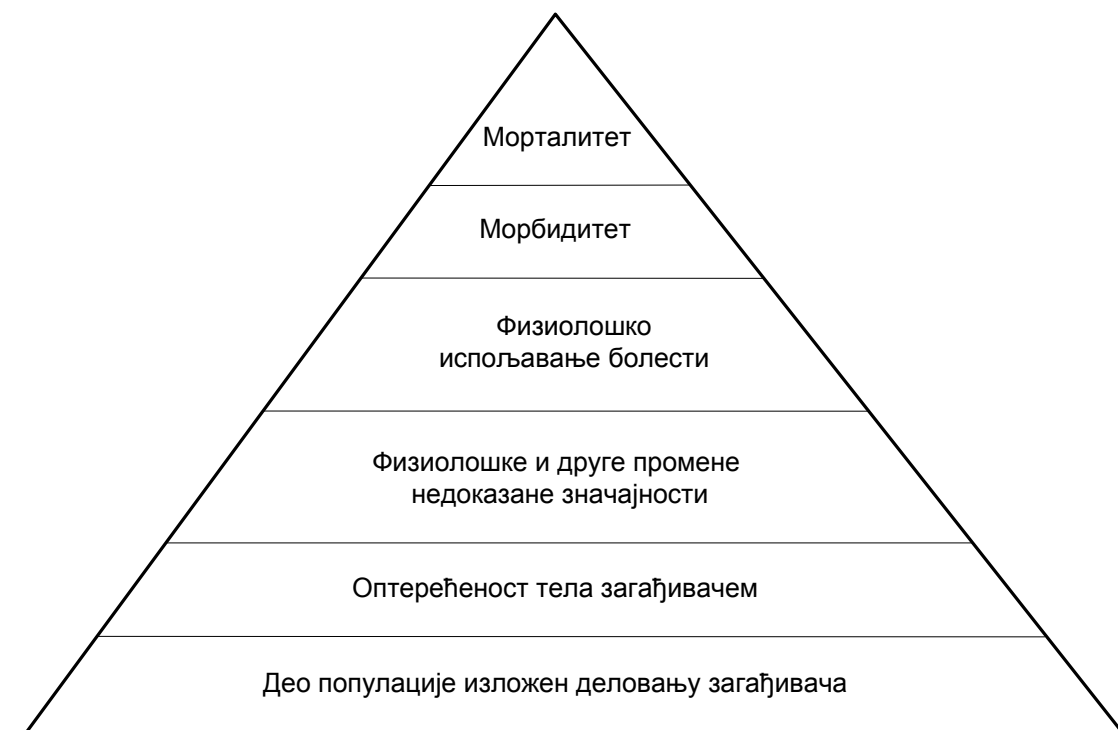 Морталитет
Морбидитет
Физиолошко
испољавање болести
Физиолошке и друге промене
недоказане значајности
Оптерећеност тела загађивачем
Део популације изложен деловању загађивача